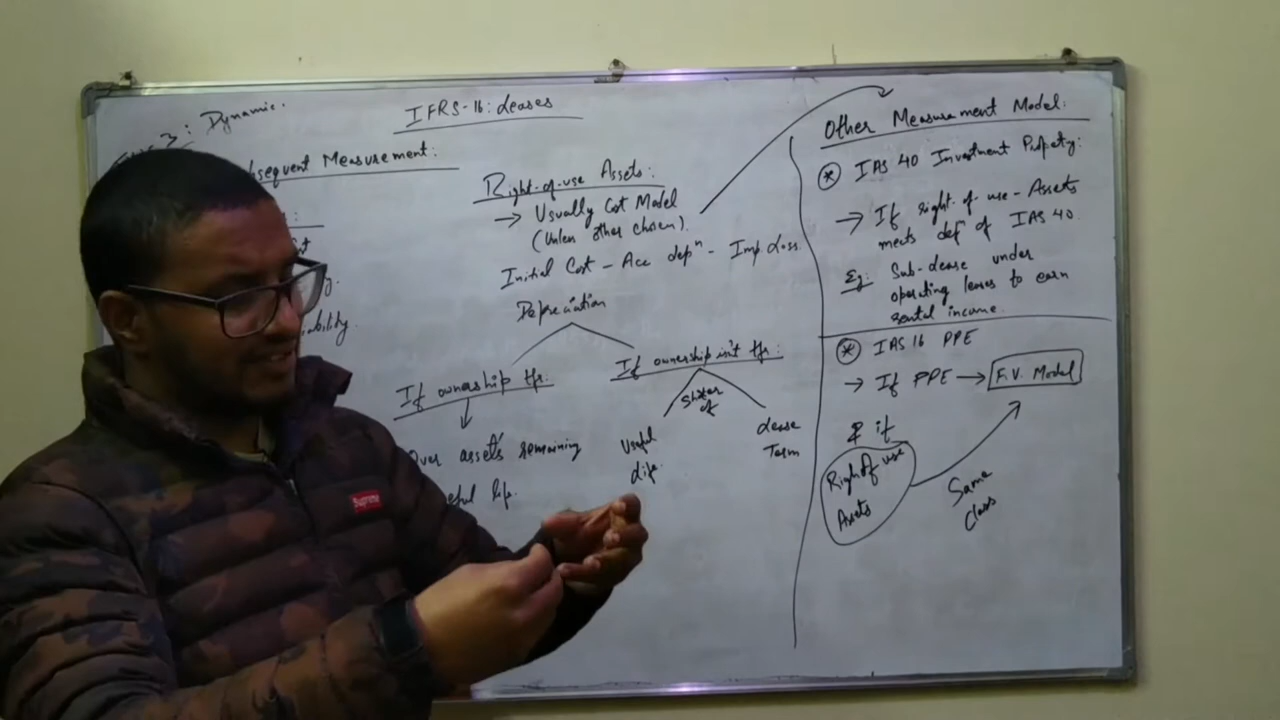 Dynamic.
IFRS-16: Leases
Measurement:
Right-of-use Assets:
→ Usually Cost Model
(Unless other chosen).
Initial Cost - Acc depⁿ - Imp Loss.
Depreciation
If ownership tfr.
Over assets remaining
life.
If ownership isn't tfr:
Shorter
of
Useful
Life
Lease
Term
Other Measurement Model:
* IAS 40 Investment Property:
→ If right-of-use-Assets
meets defⁿ of IAS 40.
Eg: Sub-lease under
operating leases to earn
rental income.
* IAS 16 PPE
→ If PPE → F.V. Model
& if
Right of use
Assets
Same
Class
Supreme